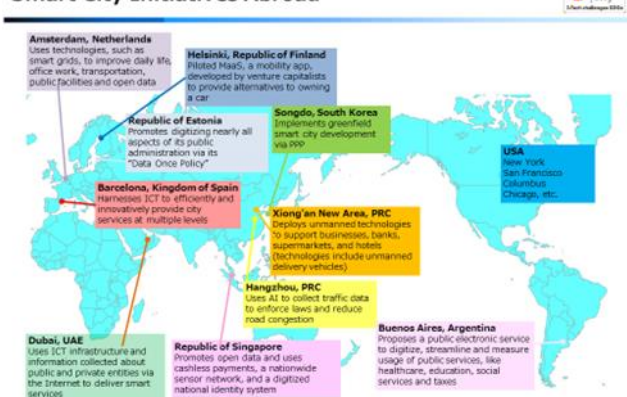 Smart City Initiatives Abroad
Amsterdam, Netherlands
Uses technologies, such as
smart grids, to improve daily life,
office work, transportation,
public facilities and open data
Helsinki, Republic of Finland
Piloted MaaS, a mobility app,
developed by venture capitalists
to provide alternatives to owning
a car
Republic of Estonia
Promotes digitizing nearly all
aspects of its public
administration via its
"Data Once Policy"
Songdo, South Korea
Implements greenfield
smart city development
via PPP
USA
New York
San Francisco
Columbus
Chicago, etc.
Barcelona, Kingdom of Spain
Harnesses ICT to efficiently and
innovatively provide city
services at multiple levels
Xiong'an New Area, PRC
Deploys unmanned technologies
to support businesses, banks,
supermarkets, and hotels
(technologies include unmanned
delivery vehicles)
Hangzhou, PRC
Uses AI to collect traffic data
to enforce laws and reduce
road congestion
Dubai, UAE
Uses ICT infrastructure and
information collected about
public and private entities via
the Internet to deliver smart
services
Republic of Singapore
Promotes open data and uses
cashless payments, a nationwide
sensor network, and a digitized
national identity system
Buenos Aires, Argentina
Proposes a public electronic service
to digitize, streamline and measure
usage of public services, like
healthcare, education, social
services and taxes